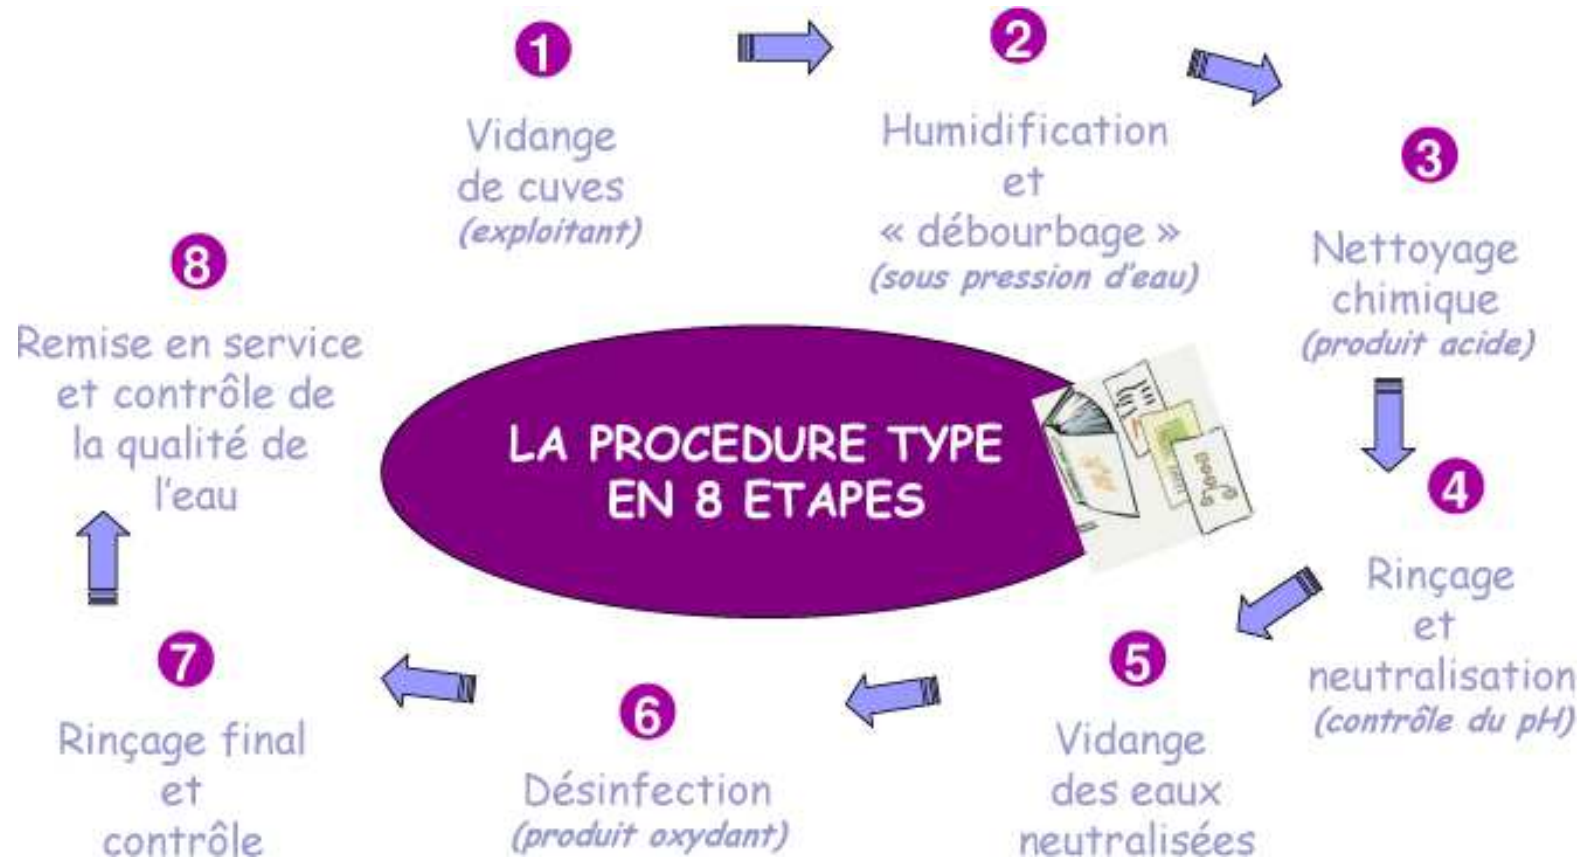 1
Vidange
de cuves
(exploitant)
2
Humidification
et
« débourbage »
(sous pression d'eau)
3
Nettoyage
chimique
(produit acide)
4
Rinçage
et
neutralisation
(contrôle du pH)
5
Vidange
des eaux
neutralisées
6
Désinfection
(produit oxydant)
7
Rinçage final
et
contrôle
8
Remise en service
et contrôle de
la qualité de
l'eau
LA PROCEDURE TYPE
EN 8 ETAPES